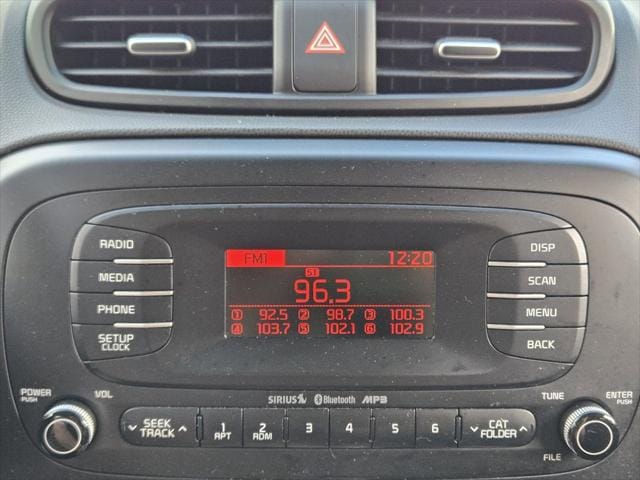 RADIO
MEDIA
PHONE
SETUP
CLOCK
FM1 12:20
ST
96.3
1 92.5 2 98.7 3 100.3
4 103.7 5 102.1 6 102.9
DISP
SCAN
MENU
BACK
POWER
PUSH
VOL
SIRIUS Bluetooth MP3
TUNE
ENTER
PUSH
SEEK
TRACK
1
RPT
2
RDM
3
4
5
6
CAT
FOLDER
FILE